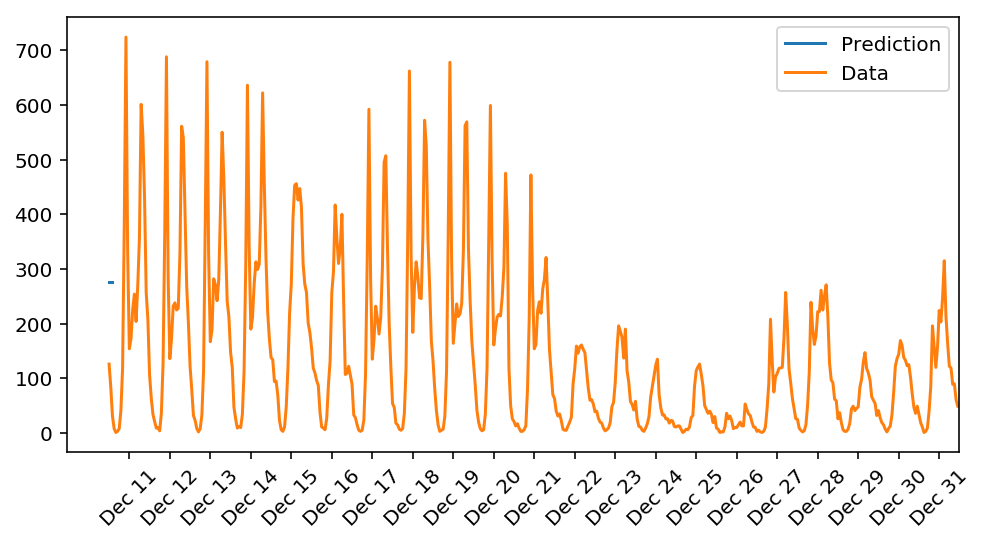 Prediction
Data
700
600
500
400
300
200
100
0
Dec 11
Dec 12
Dec 13
Dec 14
Dec 15
Dec 16
Dec 17
Dec 18
Dec 19
Dec 20
Dec 21
Dec 22
Dec 23
Dec 24
Dec 25
Dec 26
Dec 27
Dec 28
Dec 29
Dec 30
Dec 31